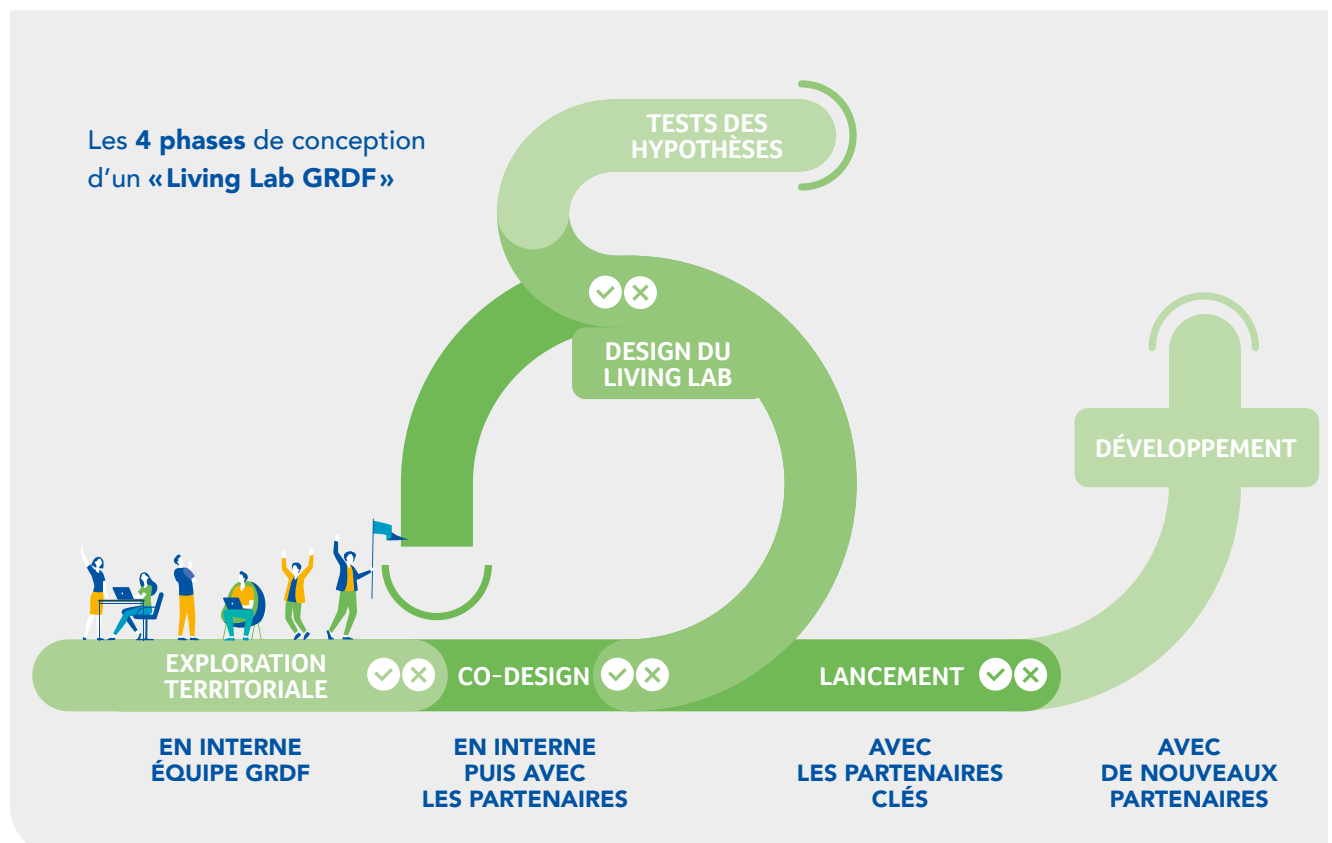 Les 4 phases de conception
d’un «Living Lab GRDF»
TESTS DES
HYPOTHÈSES
DESIGN DU
LIVING LAB
DÉVELOPPEMENT
EXPLORATION
TERRITORIALE
CO-DESIGN
LANCEMENT
EN INTERNE
ÉQUIPE GRDF
EN INTERNE
PUIS AVEC
LES PARTENAIRES
AVEC
LES PARTENAIRES
CLÉS
AVEC
DE NOUVEAUX
PARTENAIRES